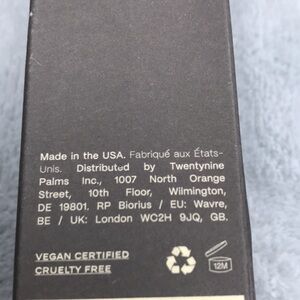 Made in the USA. Fabriqué aux États-
Unis. Distributed by Twentynine
Palms Inc., 1007 North Orange
Street, 10th Floor, Wilmington,
DE 19801. RP Biorius / EU: Wavre,
BE / UK: London WC2H 9JQ, GB.
VEGAN CERTIFIED
CRUELTY FREE
12M